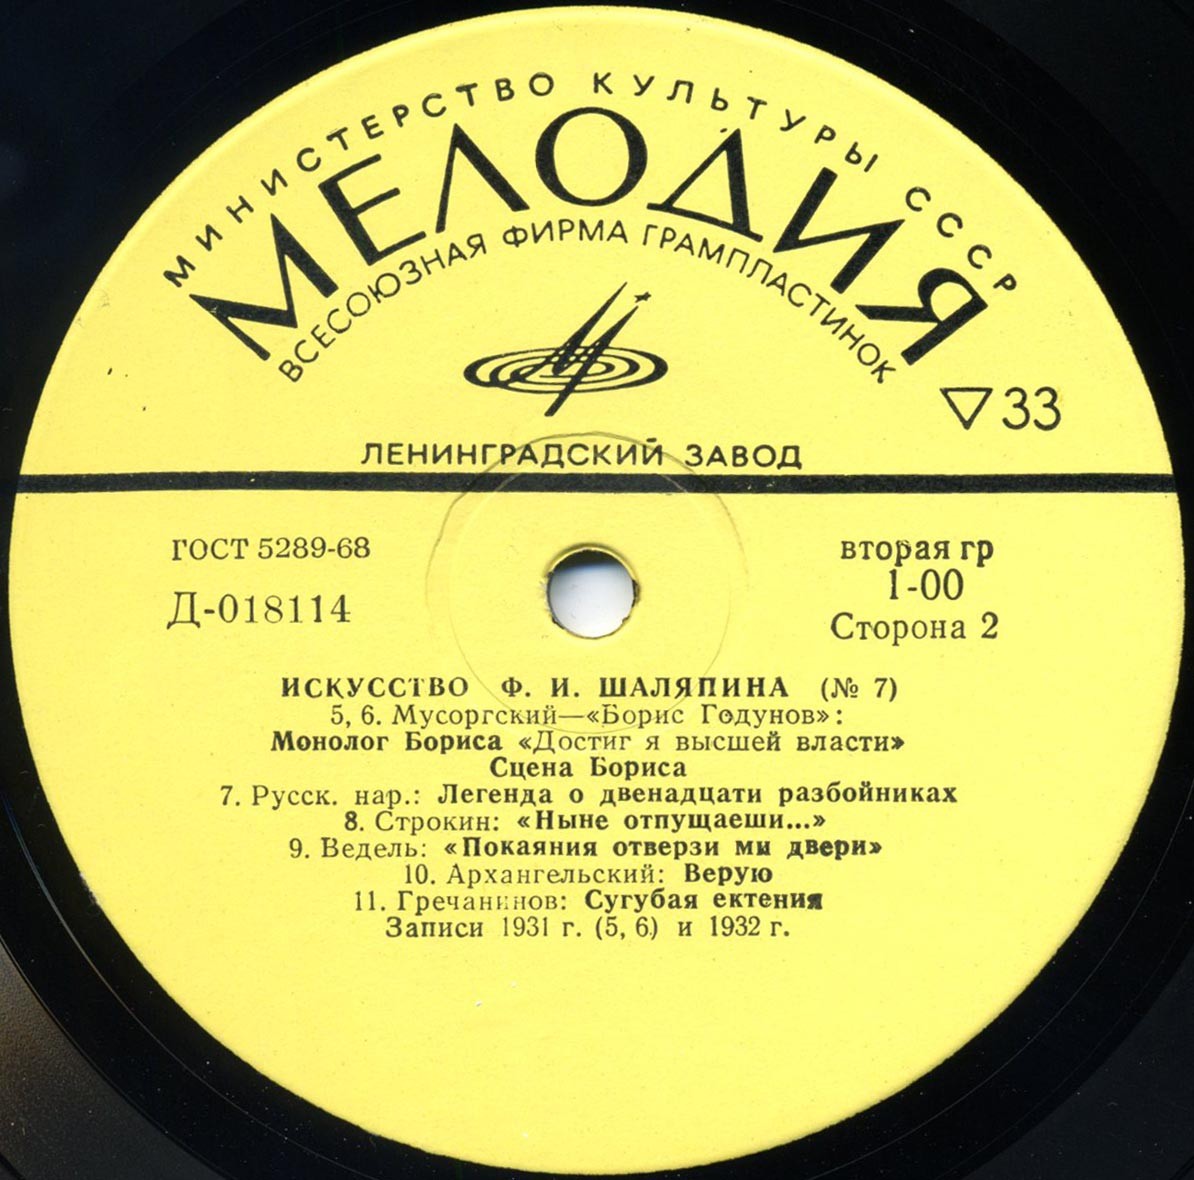 МИНИСТЕРСТВО КУЛЬТУРЫ СССР
МЕЛОДИЯ
ВСЕСОЮЗНАЯ ФИРМА ГРАМПЛАСТИНОК
33
ЛЕНИНГРАДСКИЙ ЗАВОД
ГОСТ 5289-68
вторая гр
Д-018114
1-00
Сторона 2
ИСКУССТВО Ф. И. ШАЛЯПИНА (№ 7)
5, 6. Мусоргский—«Борис Годунов»:
Монолог Бориса «Достиг я высшей власти»
Сцена Бориса
7. Русск. нар.: Легенда о двенадцати разбойниках
8. Строкин: «Ныне отпущаеши...»
9. Ведель: «Покаяния отверзи ми двери»
10. Архангельский: Верую
11. Гречанинов: Сугубая ектения
Записи 1931 г. (5, 6.) и 1932 г.